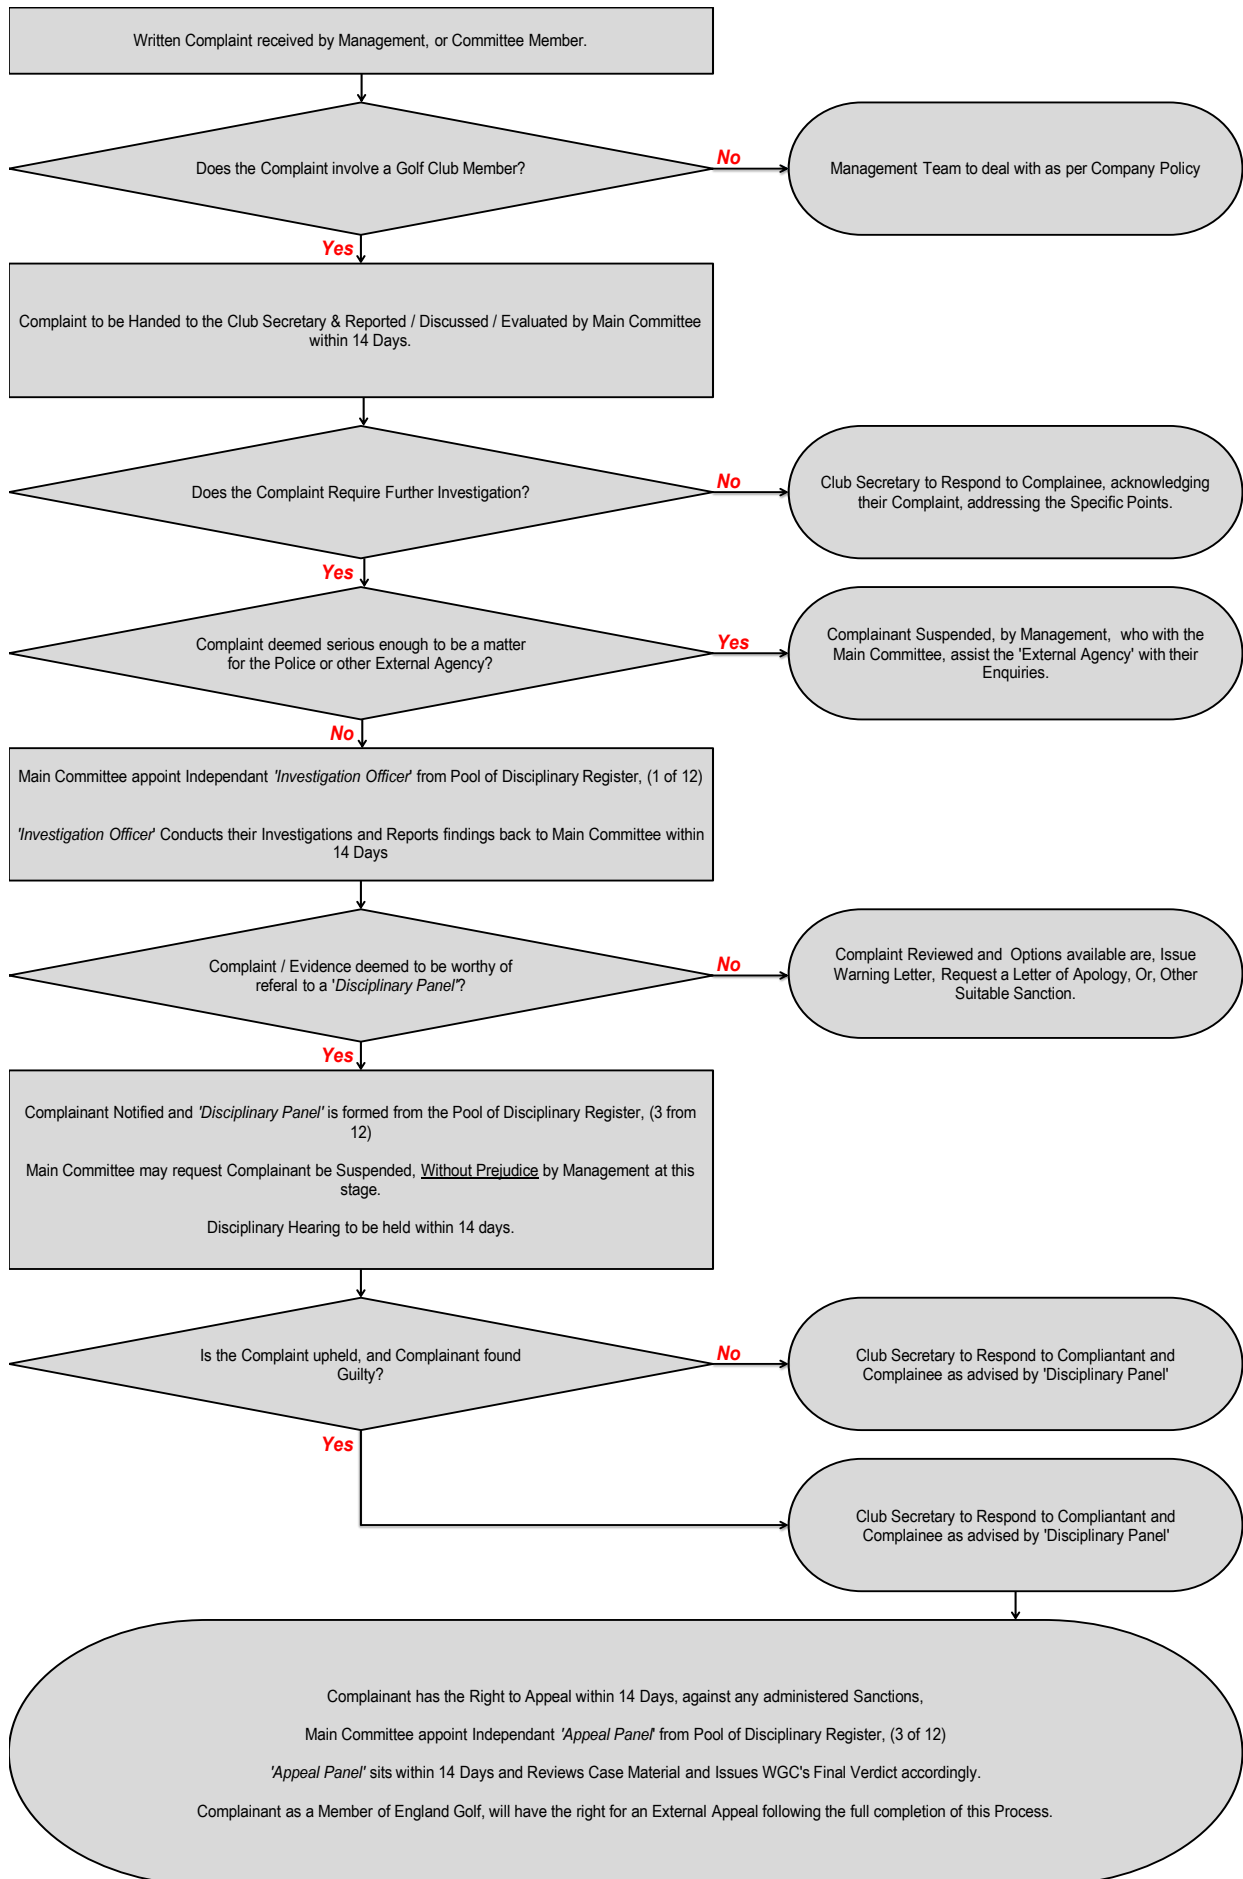 Written Complaint received by Management, or Committee Member.
Does the Complaint involve a Golf Club Member?
No
Management Team to deal with as per Company Policy
Yes
Complaint to be Handed to the Club Secretary & Reported / Discussed / Evaluated by Main Committee
within 14 Days.
Does the Complaint Require Further Investigation?
No
Club Secretary to Respond to Complainee, acknowledging
their Complaint, addressing the Specific Points.
Yes
Complaint deemed serious enough to be a matter
for the Police or other External Agency?
Yes
Complainant Suspended, by Management, who with the
Main Committee, assist the 'External Agency' with their
Enquiries.
No
Main Committee appoint Independant 'Investigation Officer' from Pool of Disciplinary Register, (1 of 12)
'Investigation Officer' Conducts their Investigations and Reports findings back to Main Committee within
14 Days
Complaint / Evidence deemed to be worthy of
referal to a 'Disciplinary Panel'?
No
Complaint Reviewed and Options available are, Issue
Warning Letter, Request a Letter of Apology, Or, Other
Suitable Sanction.
Yes
Complainant Notified and 'Disciplinary Panel' is formed from the Pool of Disciplinary Register, (3 from
12)
Main Committee may request Complainant be Suspended, Without Prejudice by Management at this
stage.
Disciplinary Hearing to be held within 14 days.
Is the Complaint upheld, and Complainant found
Guilty?
No
Club Secretary to Respond to Compliantant and
Complainee as advised by 'Disciplinary Panel'
Yes
Club Secretary to Respond to Compliantant and
Complainee as advised by 'Disciplinary Panel'
Complainant has the Right to Appeal within 14 Days, against any administered Sanctions,
Main Committee appoint Independant 'Appeal Panel' from Pool of Disciplinary Register, (3 of 12)
'Appeal Panel' sits within 14 Days and Reviews Case Material and Issues WGC's Final Verdict accordingly.
Complainant as a Member of England Golf, will have the right for an External Appeal following the full completion of this Process.